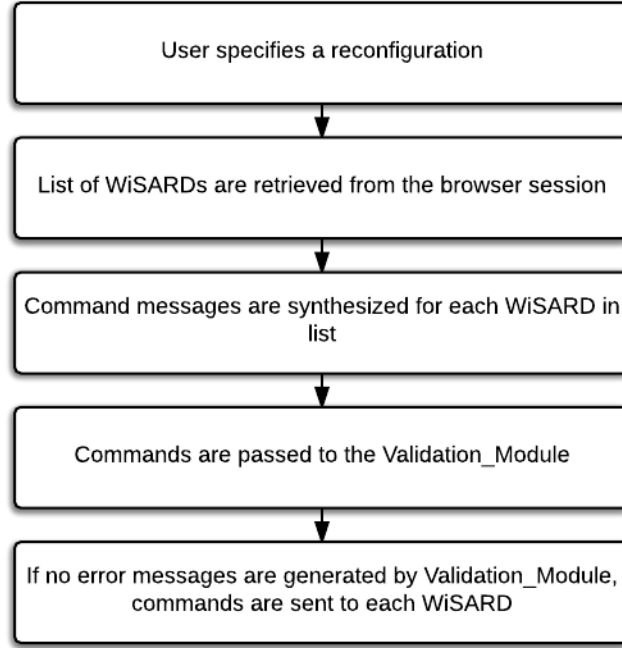 User specifies a reconfiguration
List of WiSARDs are retrieved from the browser session
Command messages are synthesized for each WiSARD in
list
Commands are passed to the Validation_Module
If no error messages are generated by Validation_Module,
commands are sent to each WiSARD